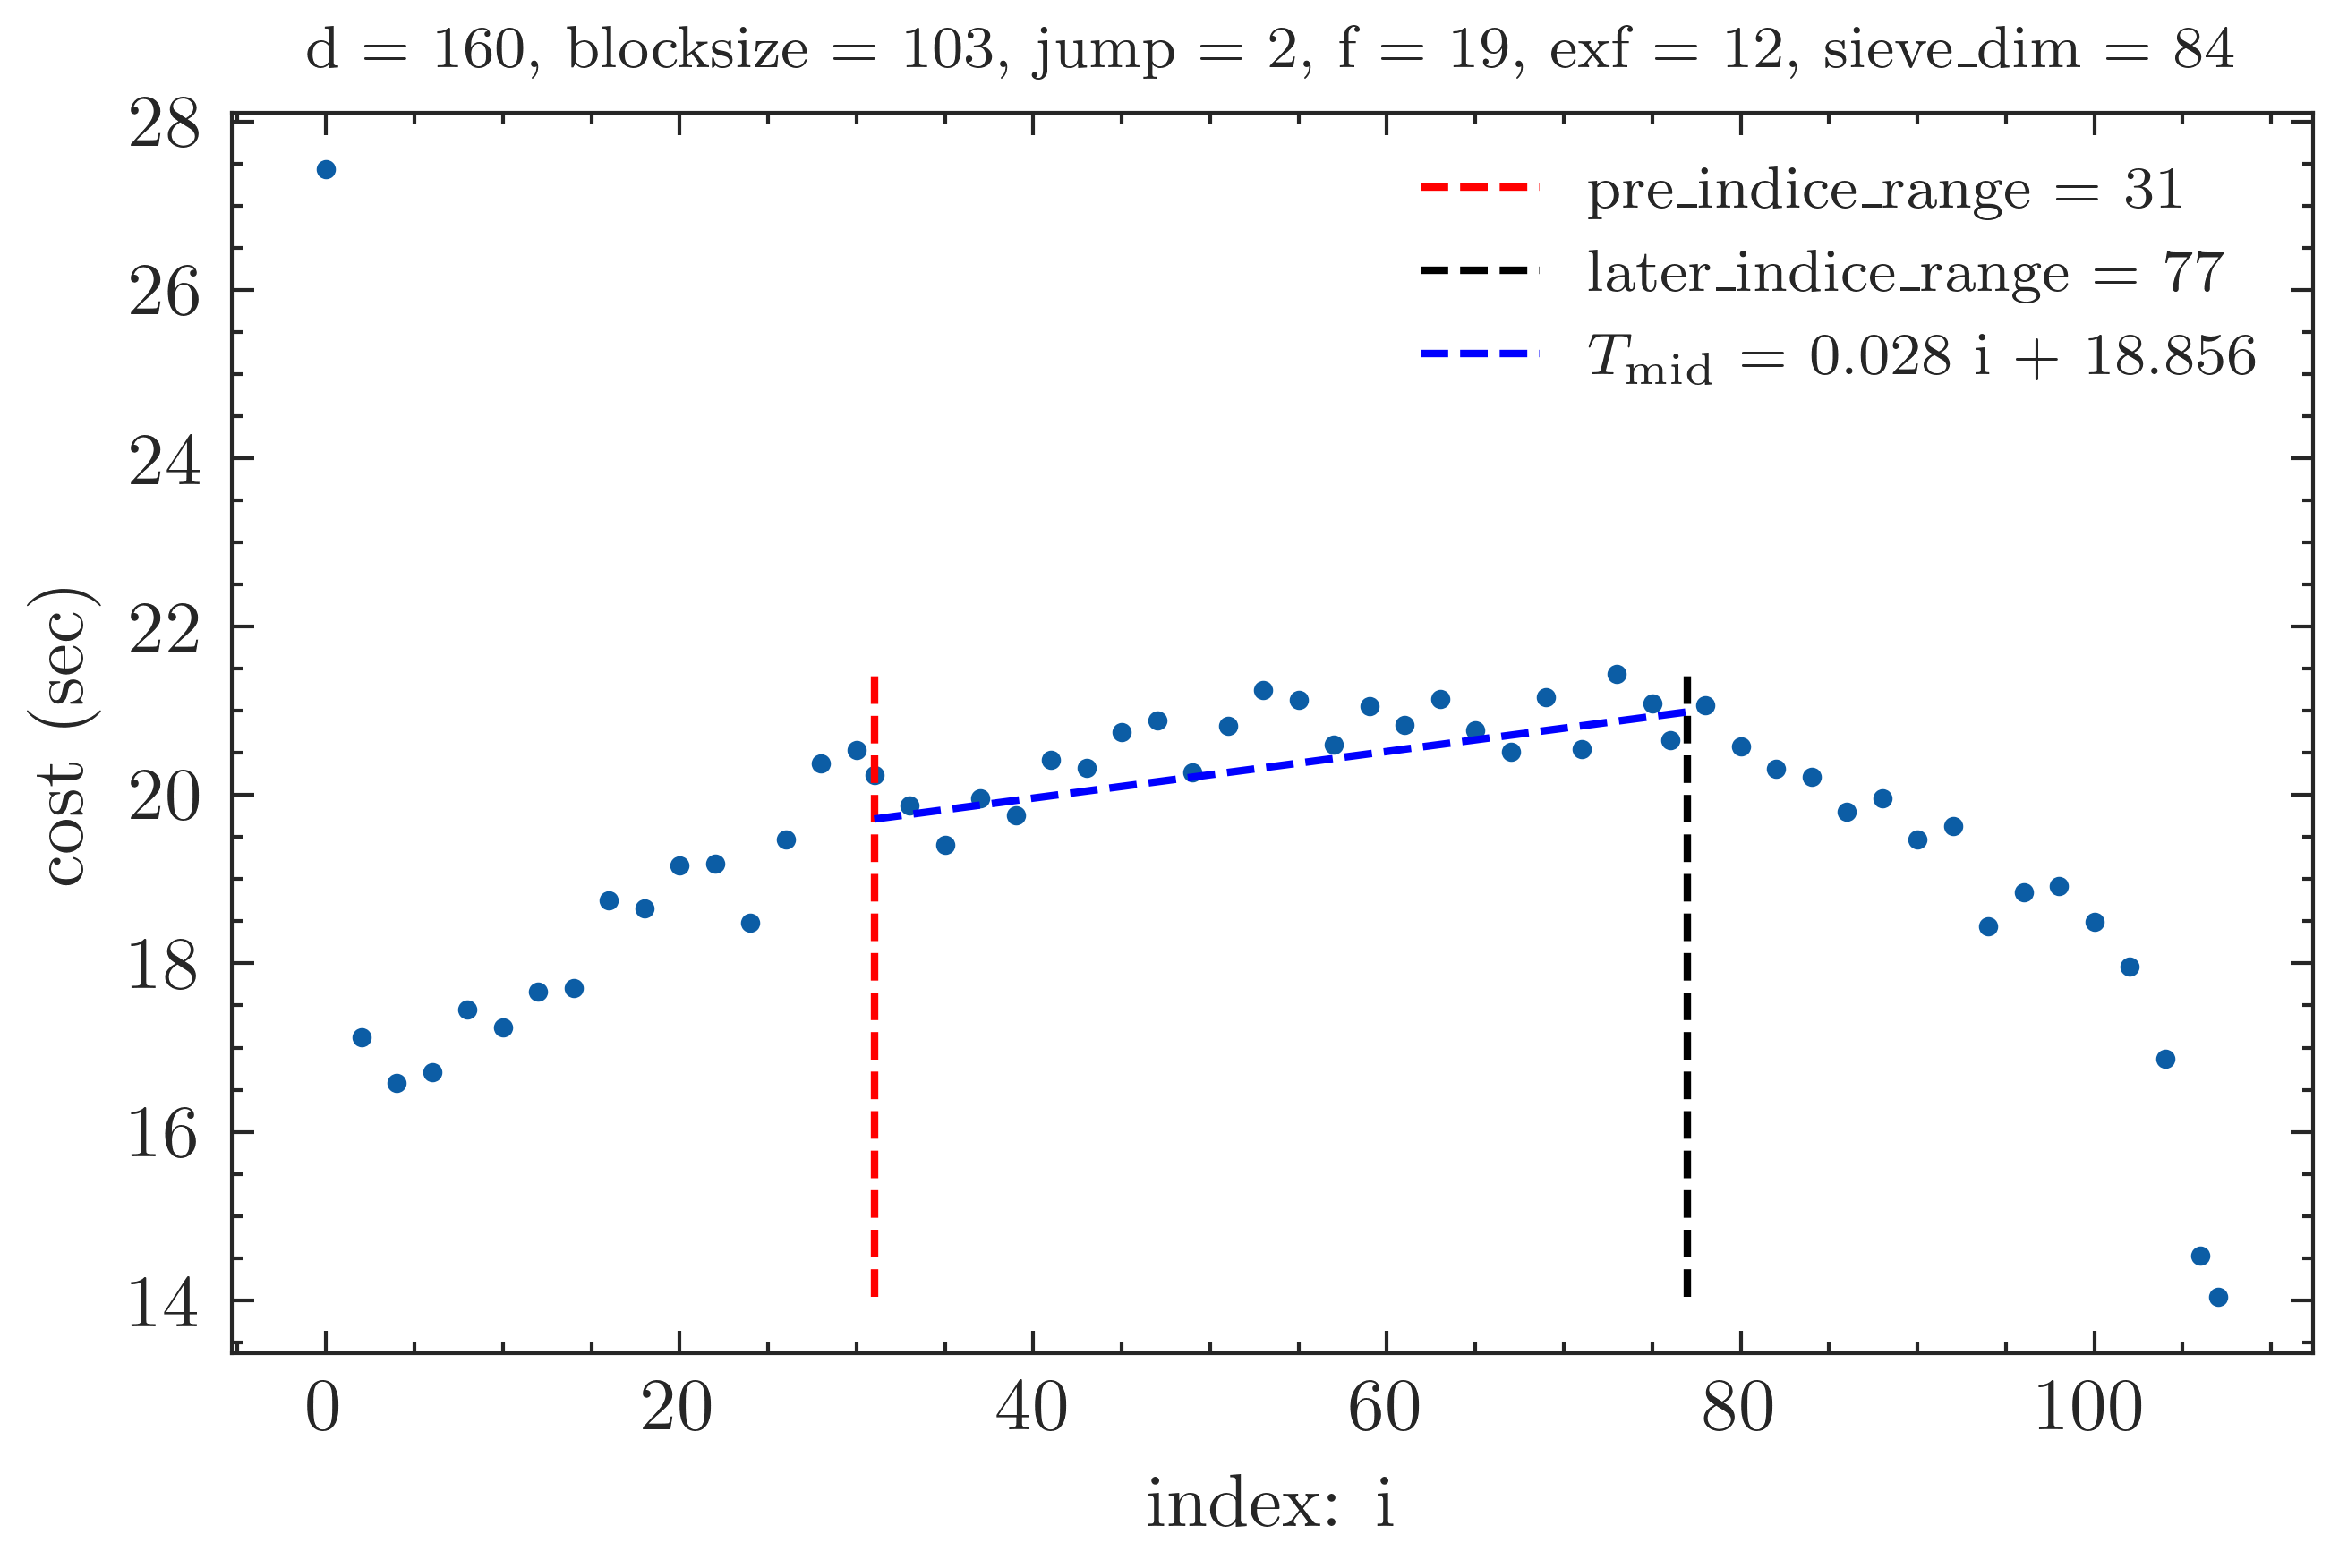 d = 160, blocksize = 103, jump = 2, f = 19, exf = 12, sieve_dim = 84
28
26
24
22
20
18
16
14
cost (sec)
pre_indice_range = 31
later_indice_range = 77
T_mid = 0.028 i + 18.856
0 20 40 60 80 100
index: i